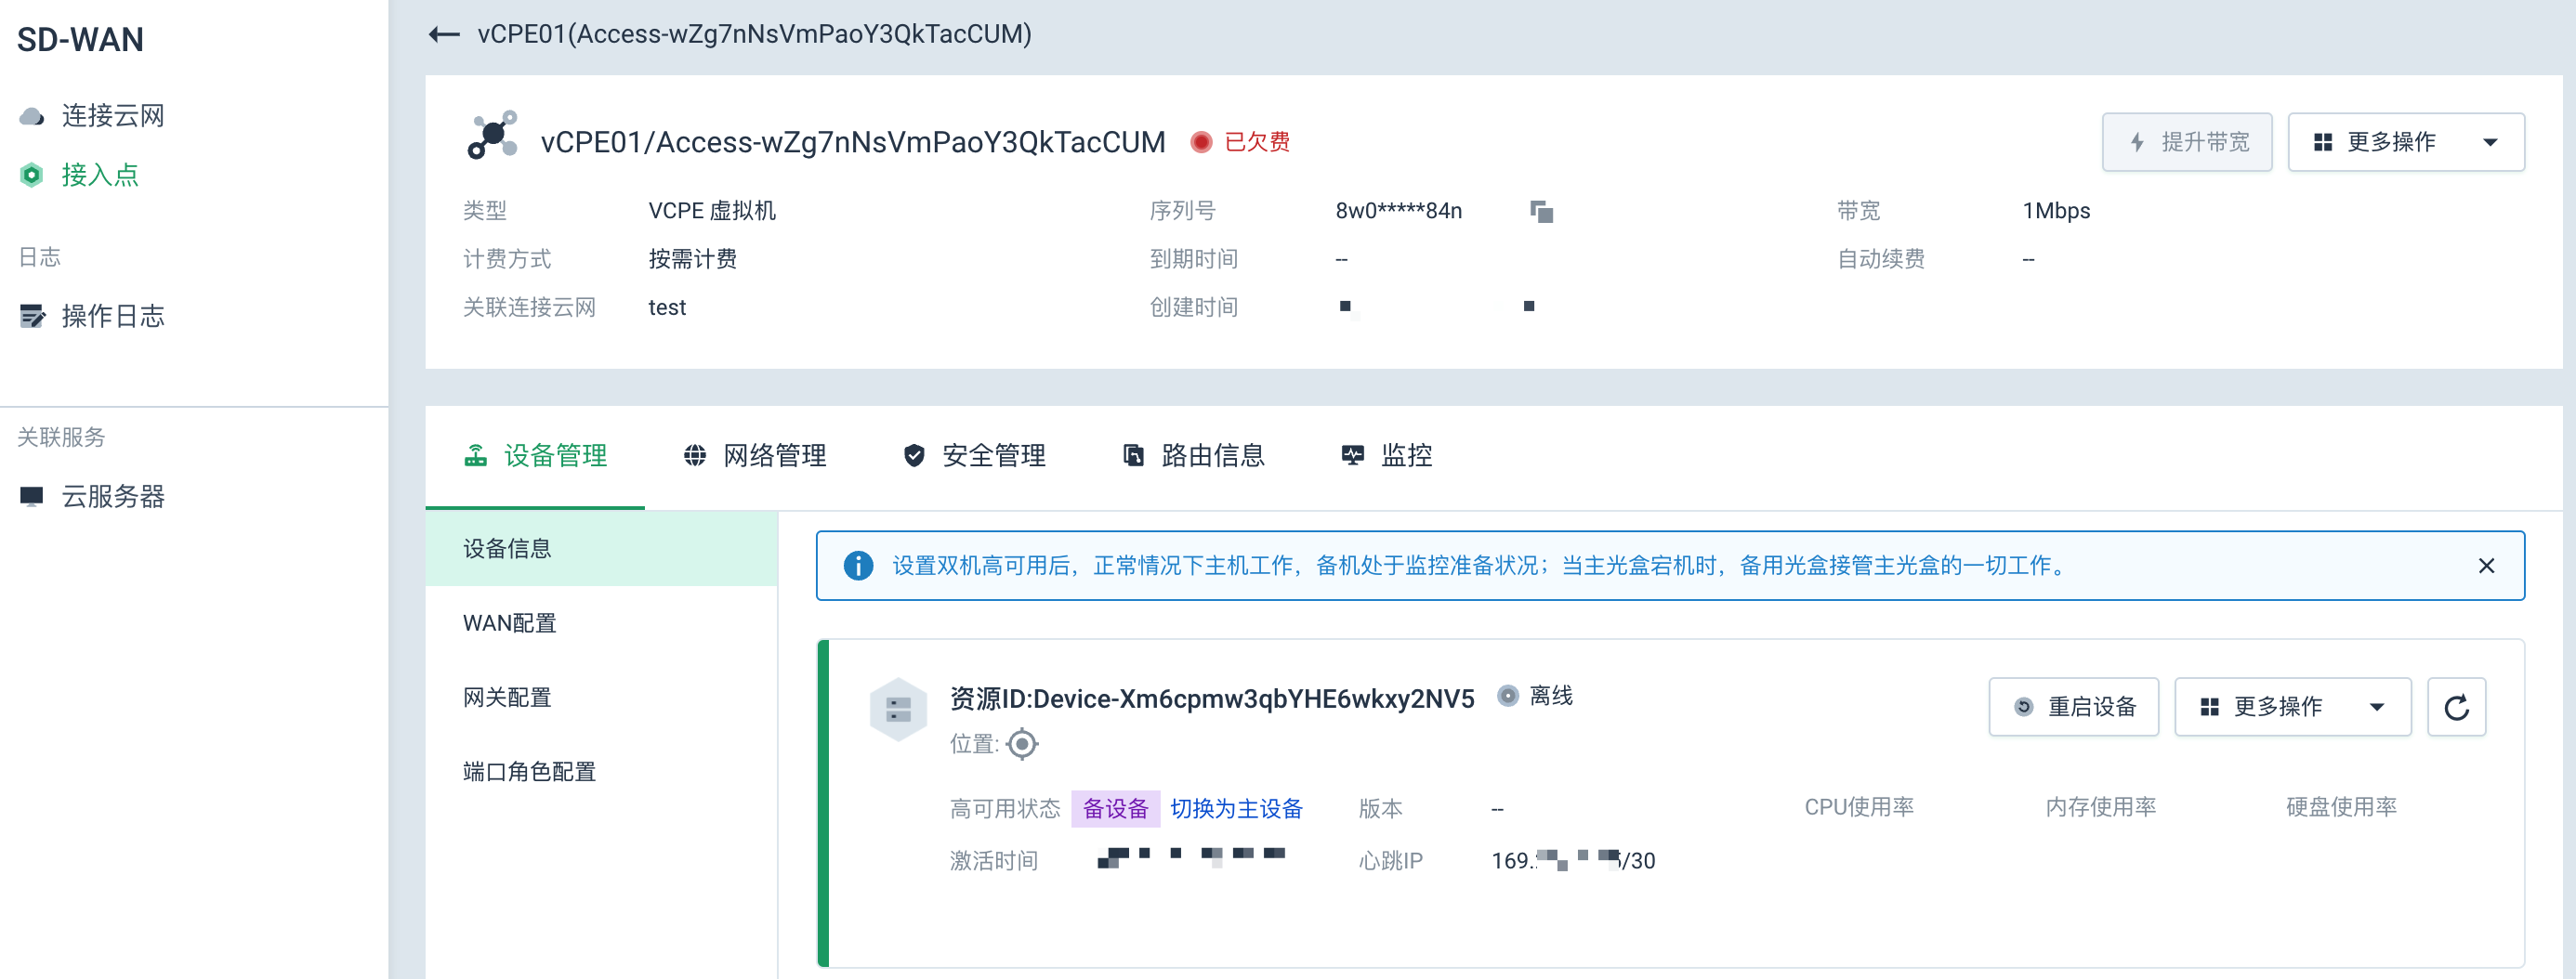 SD-WAN
连接云网
接入点
日志
操作日志
关联服务
云服务器
vCPE01(Access-wZg7nNsVmPaoY3QkTacCUM)
vCPE01/Access-wZg7nNsVmPaoY3QkTacCUM 已欠费
提升带宽 更多操作
类型 VCPE 虚拟机 序列号 8w0*****84n 带宽 1Mbps
计费方式 按需计费 到期时间 -- 自动续费 --
关联连接云网 test 创建时间
设备管理 网络管理 安全管理 路由信息 监控
设备信息
WAN配置
网关配置
端口角色配置
设置双机高可用后，正常情况下主机工作，备机处于监控准备状况；当主光盒宕机时，备用光盒接管主光盒的一切工作。
资源ID:Device-Xm6cpmw3qbYHE6wkxy2NV5 离线
重启设备 更多操作
位置:
高可用状态 备设备 切换为主设备 版本 -- CPU使用率 内存使用率 硬盘使用率
激活时间 心跳IP 169. /30